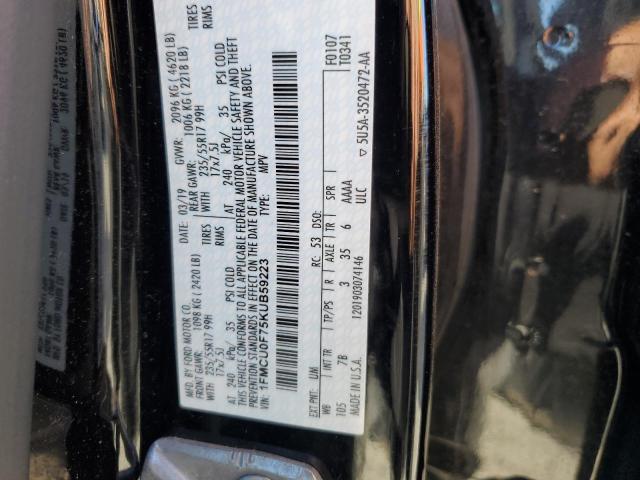 MFD. BY FORD MOTOR CO.
DATE: 03/19 GVWR: 2096 KG ( 4620 LB)
FRONT GAWR: 1098 KG ( 2420 LB) REAR GAWR: 1006 KG ( 2218 LB)
235/55R17 99H TIRES WITH 235/55R17 99H TIRES
17x7.5J RIMS 17x7.5J RIMS
AT 240 kPa/ 35 PSI COLD AT 240 kPa/ 35 PSI COLD
THIS VEHICLE CONFORMS TO ALL APPLICABLE FEDERAL MOTOR VEHICLE SAFETY AND THEFT
PREVENTION STANDARDS IN EFFECT ON THE DATE OF MANUFACTURE SHOWN ABOVE.
VIN: 1FMCU0F75KUB59223 TYPE: MPV
F0107
T0341
EXT PNT: UM RC: 53 DSO:
WB INT TR TP/PS R AXLE TR SPR
105 7B 3 35 6 AAAA
MADE IN U.S.A. 1201903074146 ULC
5U5A-3520472-AA